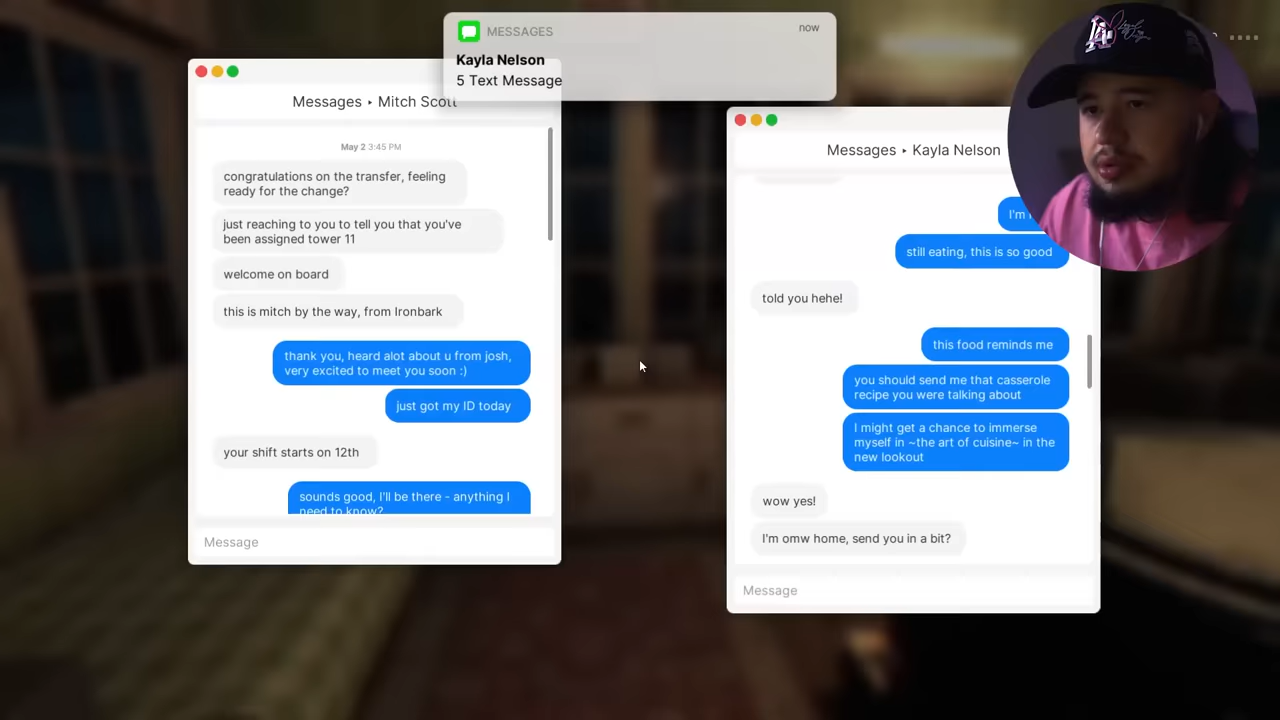 MESSAGES
now
Kayla Nelson
5 Text Message
Messages ▸ Mitch Scott
May 2 3:45 PM
congratulations on the transfer, feeling
ready for the change?
just reaching to you to tell you that you've
been assigned tower 11
welcome on board
this is mitch by the way, from Ironbark
thank you, heard alot about u from josh,
very excited to meet you soon :)
just got my ID today
your shift starts on 12th
sounds good, I'll be there - anything I
need to know?
Message
Messages ▸ Kayla Nelson
I'm
still eating, this is so good
told you hehe!
this food reminds me
you should send me that casserole
recipe you were talking about
I might get a chance to immerse
myself in ~the art of cuisine~ in the
new lookout
wow yes!
I'm omw home, send you in a bit?
Message